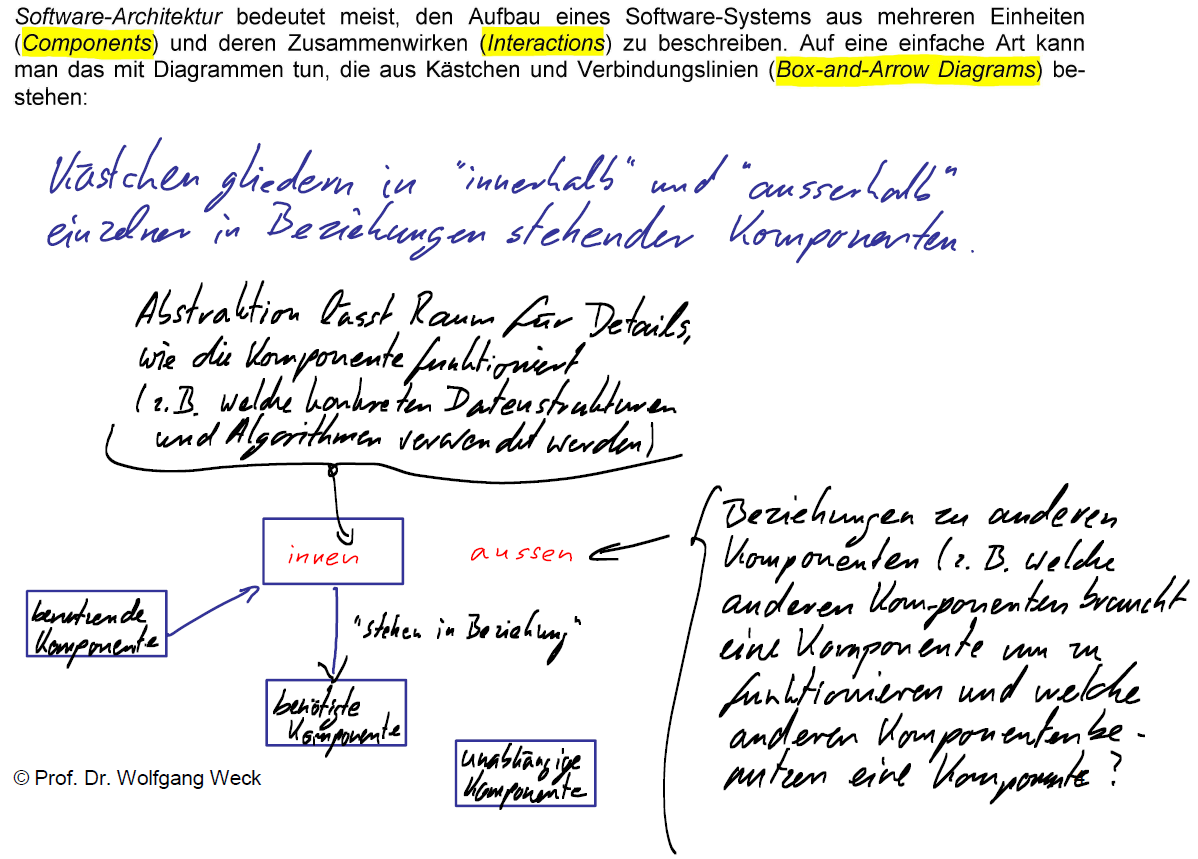 Software-Architektur bedeutet meist, den Aufbau eines Software-Systems aus mehreren Einheiten
(Components) und deren Zusammenwirken (Interactions) zu beschreiben. Auf eine einfache Art kann
man das mit Diagrammen tun, die aus Kästchen und Verbindungslinien (Box-and-Arrow Diagrams) be-
stehen:
Kästchen gliedern in "innerhalb" und "ausserhalb"
einzelner in Beziehungen stehender Komponenten.
Abstraktion lässt Raum für Details,
wie die Komponente funktioniert
(z.B. welche konkreten Datenstrukturen
und Algorithmen verwendet werden)
innen
aussen
benutzende
Komponente
"stehen in Beziehung"
benötigte
Komponente
unabhängige
Komponente
Beziehungen zu anderen
Komponenten (z.B. welche
anderen Kom-ponenten braucht
eine Komponente um zu
funktionieren und welche
anderen Komponenten be-
nutzen eine Komponente?
© Prof. Dr. Wolfgang Weck